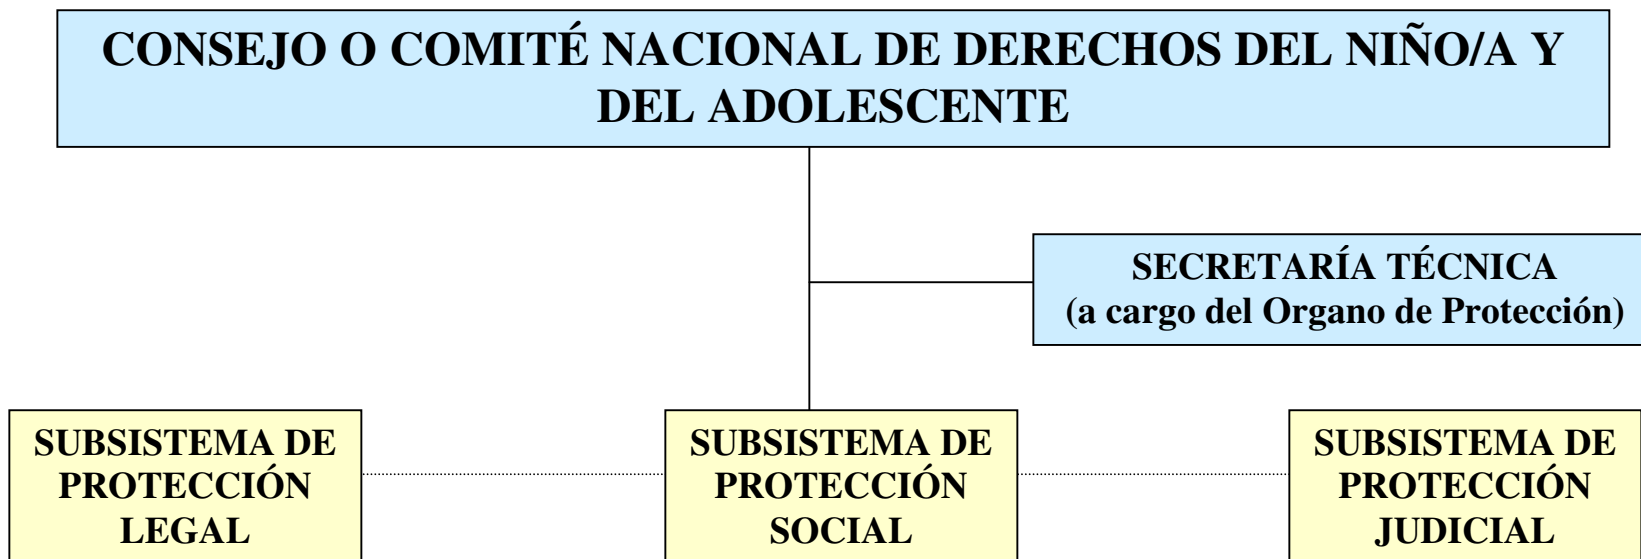 CONSEJO O COMITÉ NACIONAL DE DERECHOS DEL NIÑO/A Y
DEL ADOLESCENTE
SECRETARÍA TÉCNICA
(a cargo del Organo de Protección)
SUBSISTEMA DE
PROTECCIÓN
LEGAL
SUBSISTEMA DE
PROTECCIÓN
SOCIAL
SUBSISTEMA DE
PROTECCIÓN
JUDICIAL